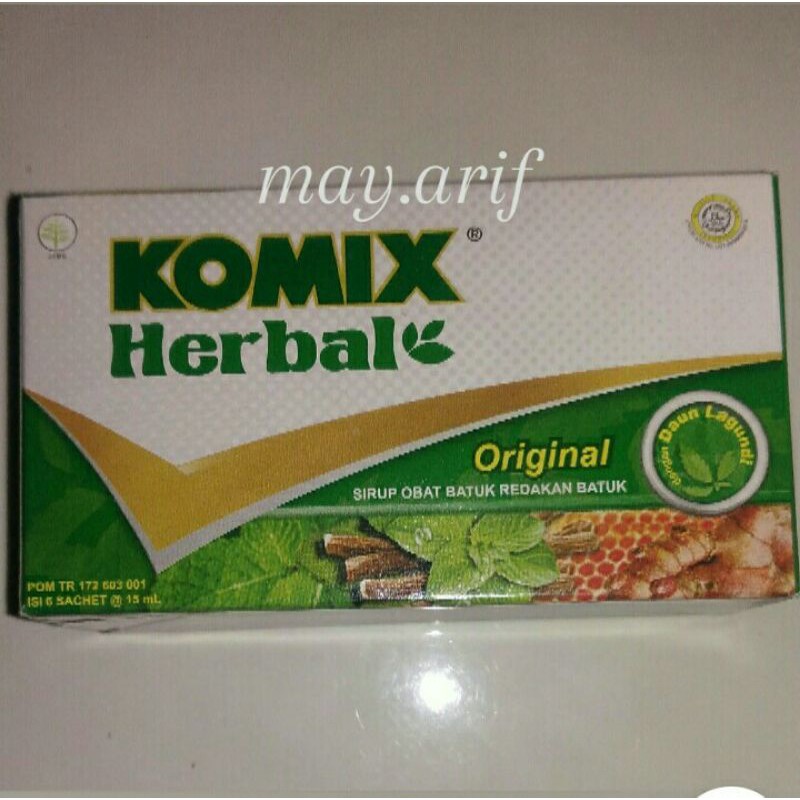 may.arif
KOMIX®
Herbal
Original
Daun Lagundi
SIRUP OBAT BATUK REDAKAN BATUK
POM TR 173 603 001
ISI 6 SACHET @ 15 mL